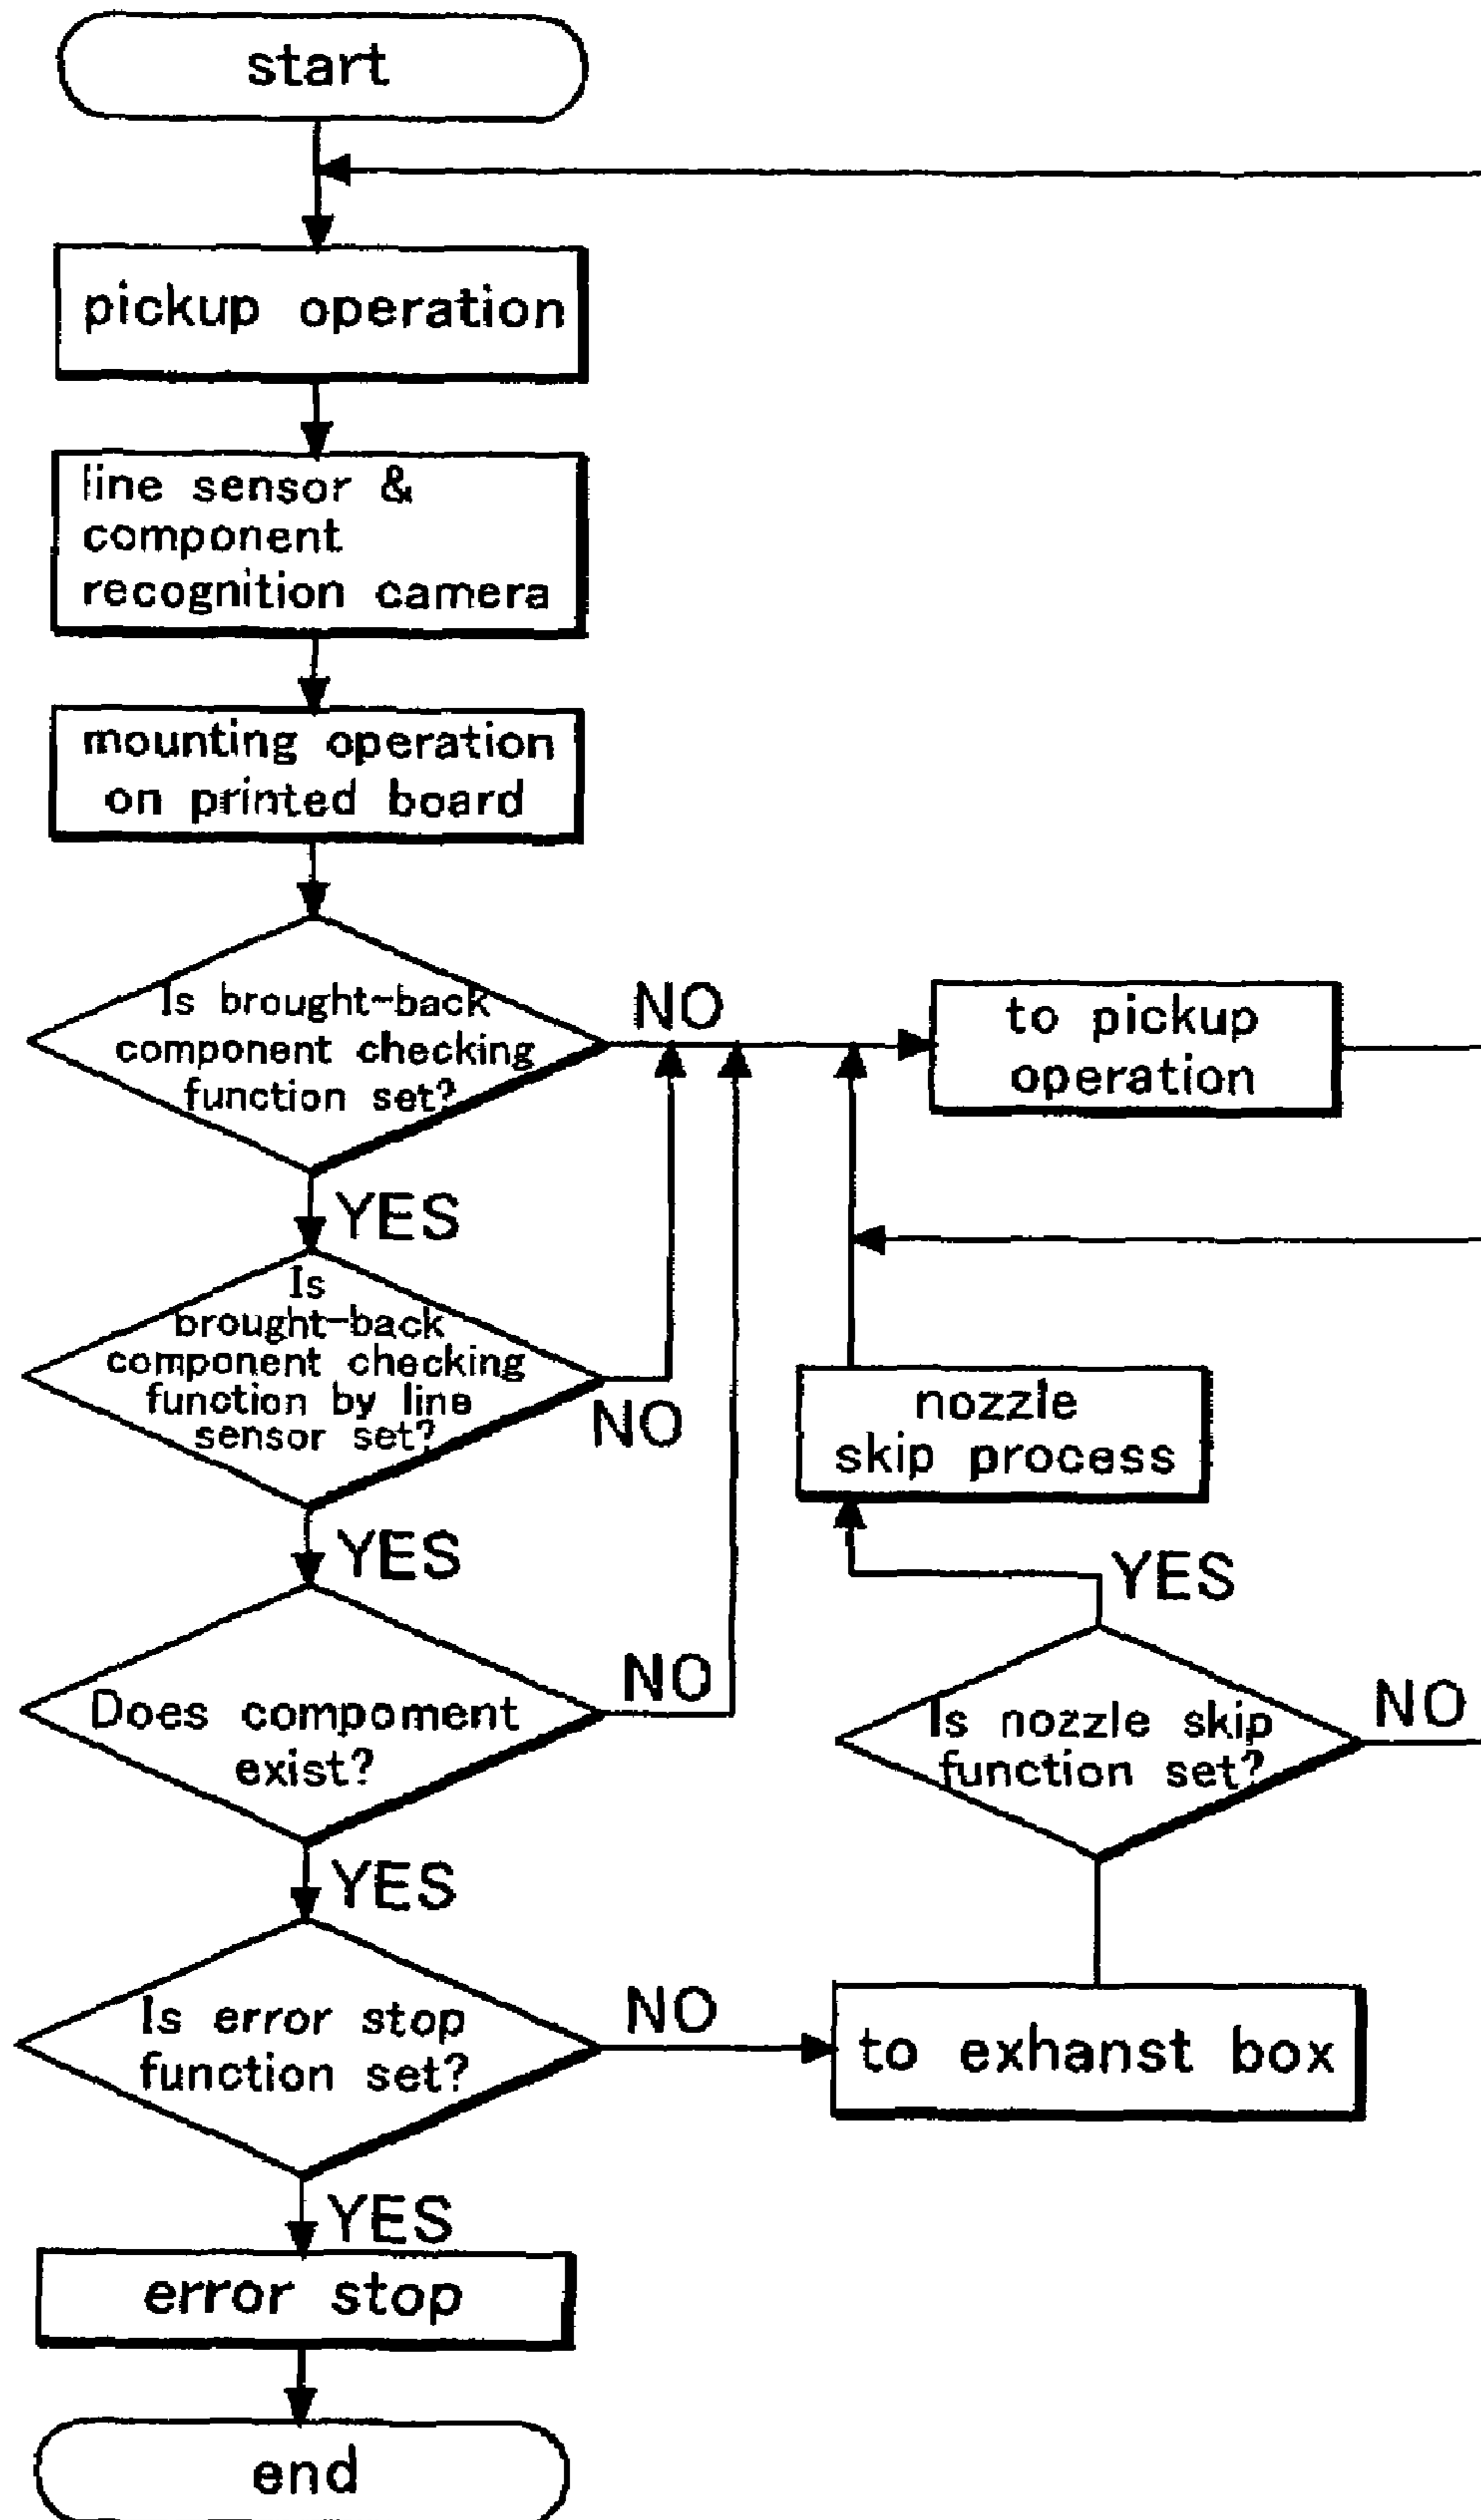 start
pickup operation
line sensor &
component
recognition camera
mounting operation
on printed board
Is brought-back
component checking
function set?
NO
to pickup
operation
YES
Is
brought-back
component checking
function by line
sensor set?
NO
nozzle
skip process
YES
YES
Does compoment
exist?
NO
Is nozzle skip
function set?
NO
YES
Is error stop
function set?
NO
to exhanst box
YES
error stop
end